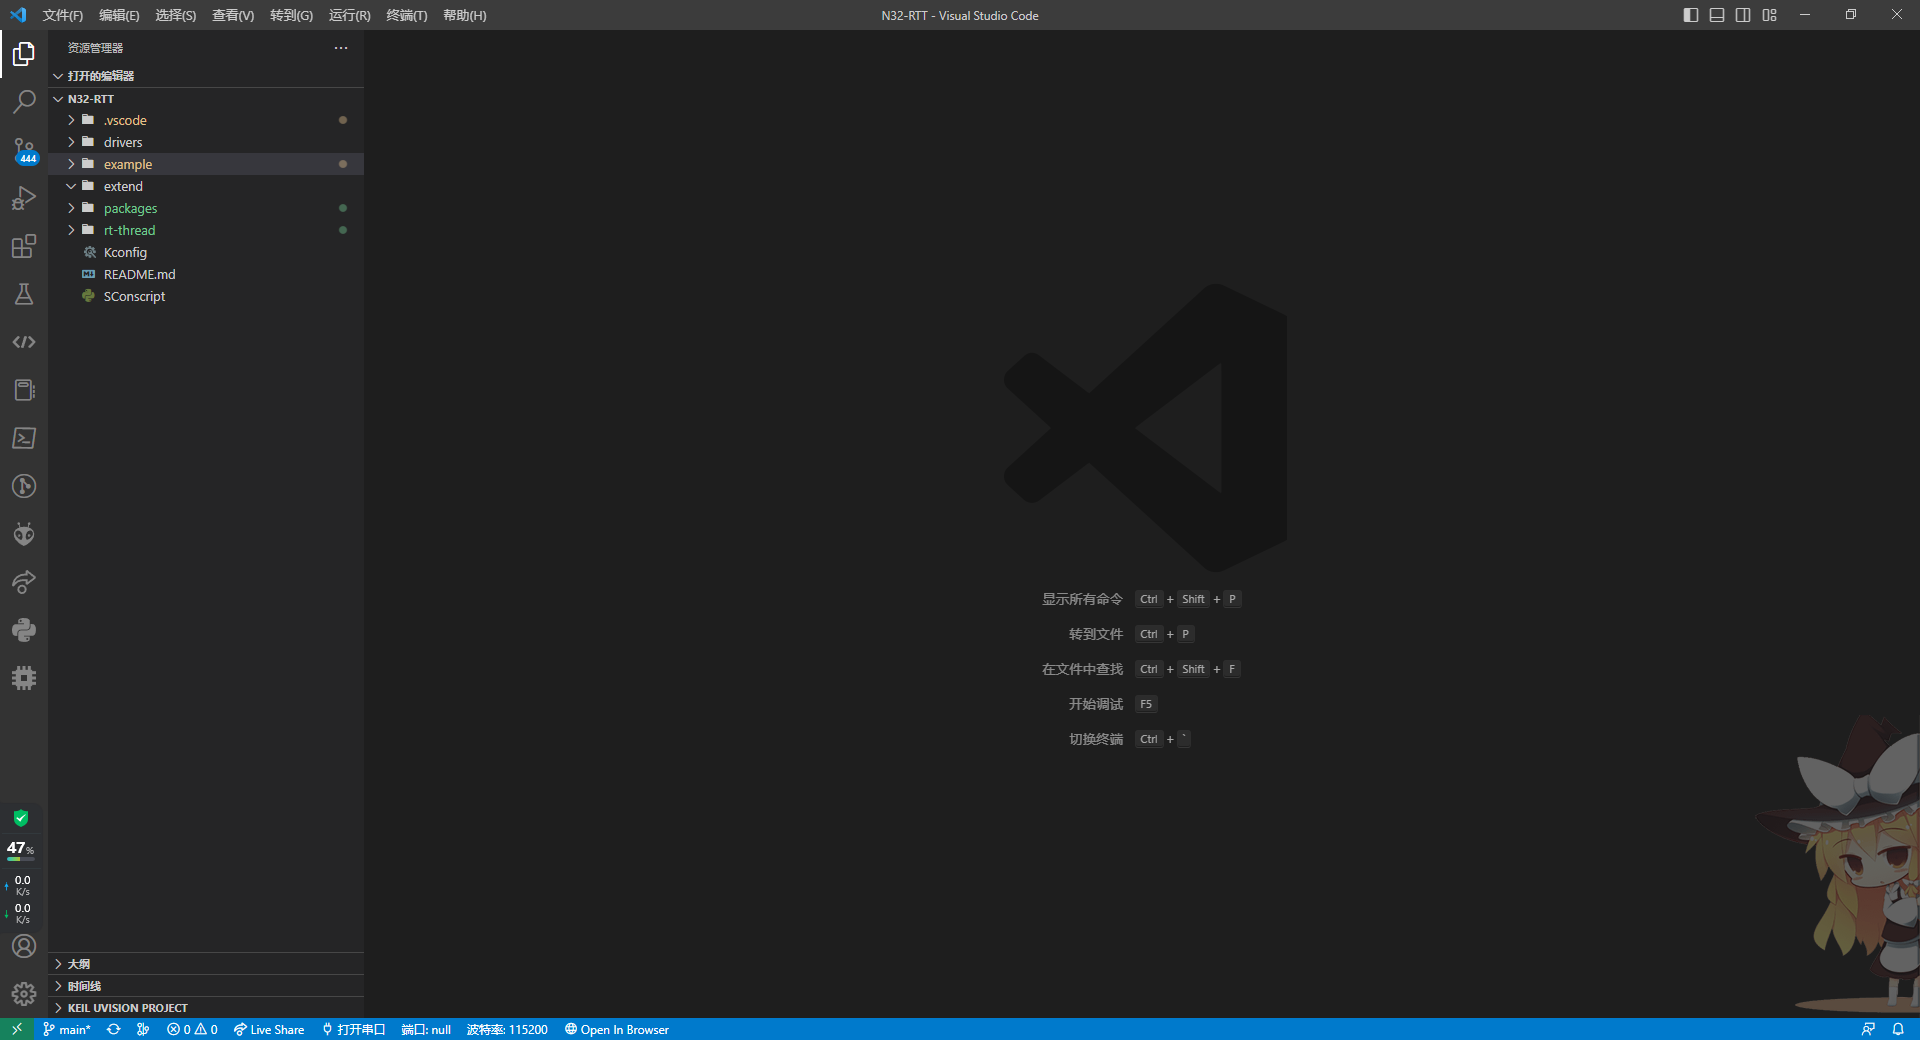 文件(F) 编辑(E) 选择(S) 查看(V) 转到(G) 运行(R) 终端(T) 帮助(H) N32-RTT - Visual Studio Code
资源管理器
打开的编辑器
N32-RTT
.vscode
drivers
example
extend
packages
rt-thread
Kconfig
README.md
SConscript
444
显示所有命令 Ctrl + Shift + P
转到文件 Ctrl + P
在文件中查找 Ctrl + Shift + F
开始调试 F5
切换终端 Ctrl + `
47%
0.0
K/s
0.0
K/s
大纲
时间线
KEIL UVISION PROJECT
main* 0 0 Live Share 打开串口 端口: null 波特率: 115200 Open In Browser